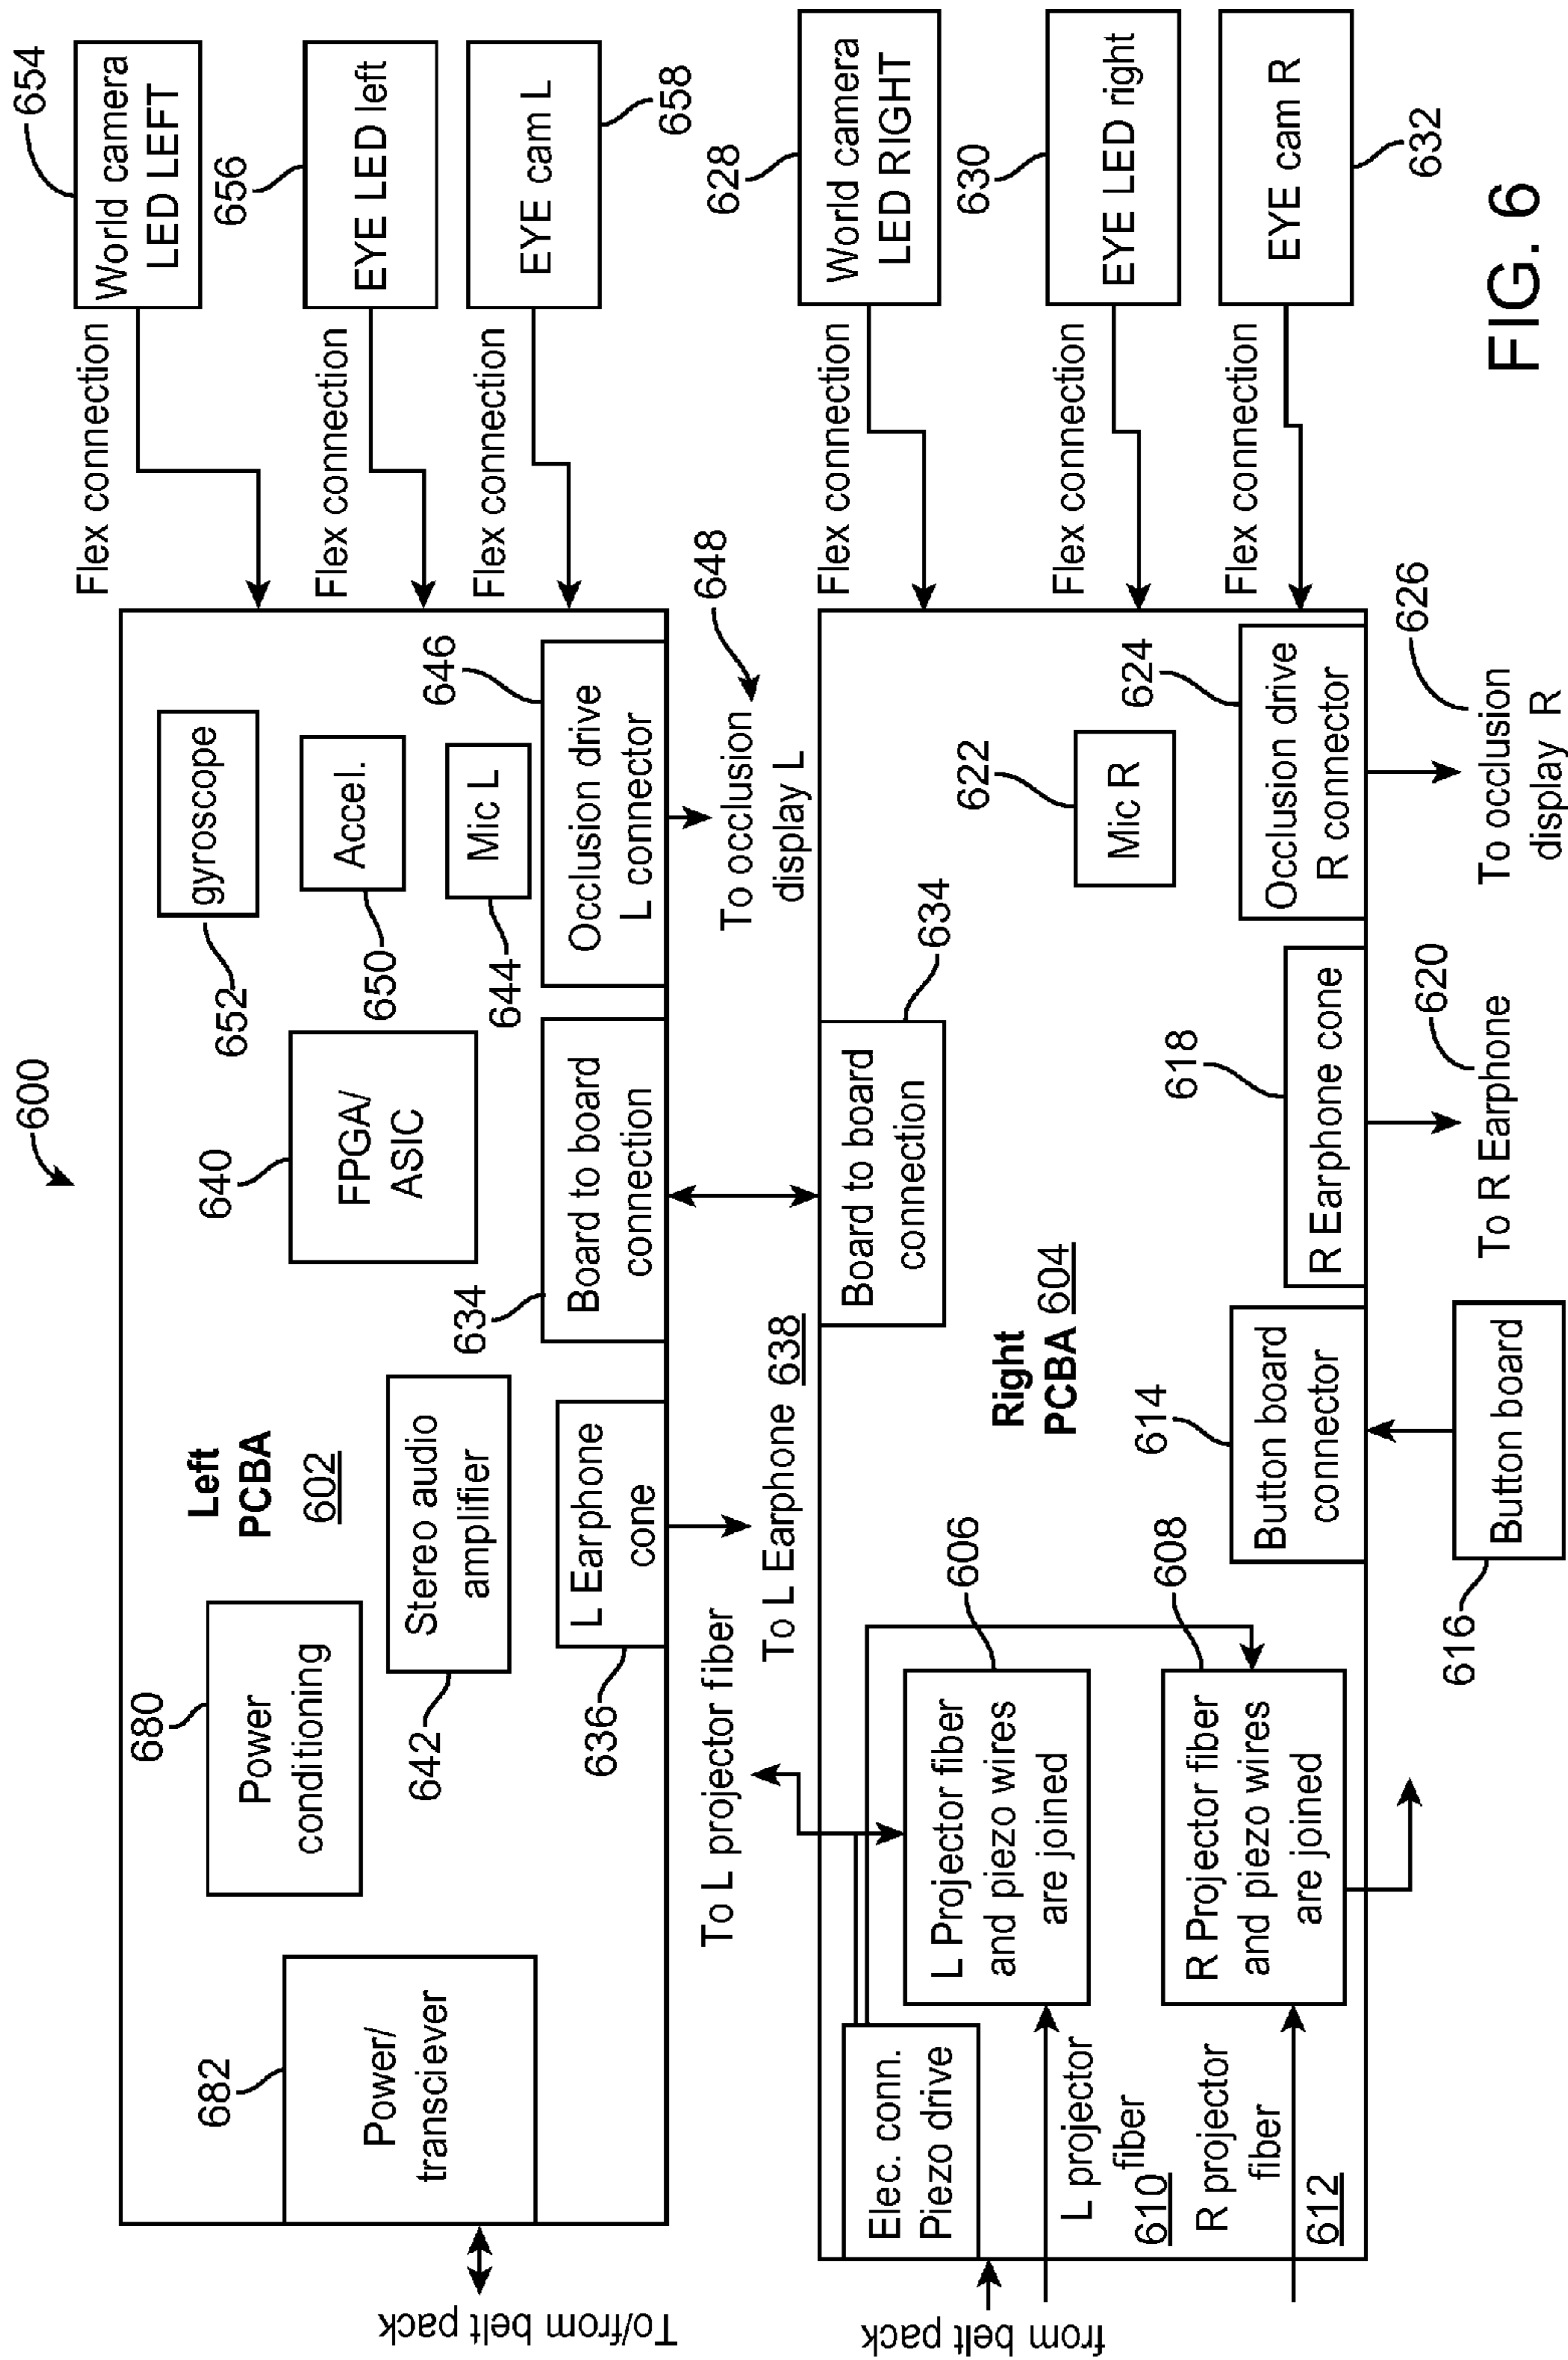 600
654
World camera
LED LEFT
Flex connection
656
EYE LED left
Flex connection
EYE cam L
658
Flex connection
652
gyroscope
650
Accel.
644
Mic L
646
Occlusion drive
L connector
648
To occlusion
display L
640
FPGA/
ASIC
634
Board to board
connection
Left
PCBA
602
642
Stereo audio
amplifier
636
L Earphone
cone
To L Earphone 638
680
Power
conditioning
682
Power/
transciever
To/from belt pack
To L projector fiber
628
World camera
LED RIGHT
Flex connection
630
EYE LED right
Flex connection
EYE cam R
632
Flex connection
622
Mic R
624
Occlusion drive
R connector
626
To occlusion
display R
Board to board
connection
634
Right
PCBA 604
618
R Earphone cone
620
To R Earphone
614
Button board
connector
616
Button board
606
L Projector fiber
and piezo wires
are joined
608
R Projector fiber
and piezo wires
are joined
Elec. conn.
Piezo drive
from belt pack
L projector
fiber
610
R projector
fiber
612
FIG. 6